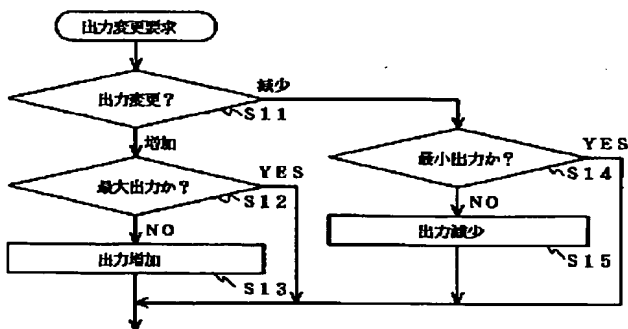 出力変更要求
減少
出力変更?
S11
増加
YES
最大出力か?
S12
YES
最小出力か?
S14
NO
出力増加
S13
NO
出力減少
S15